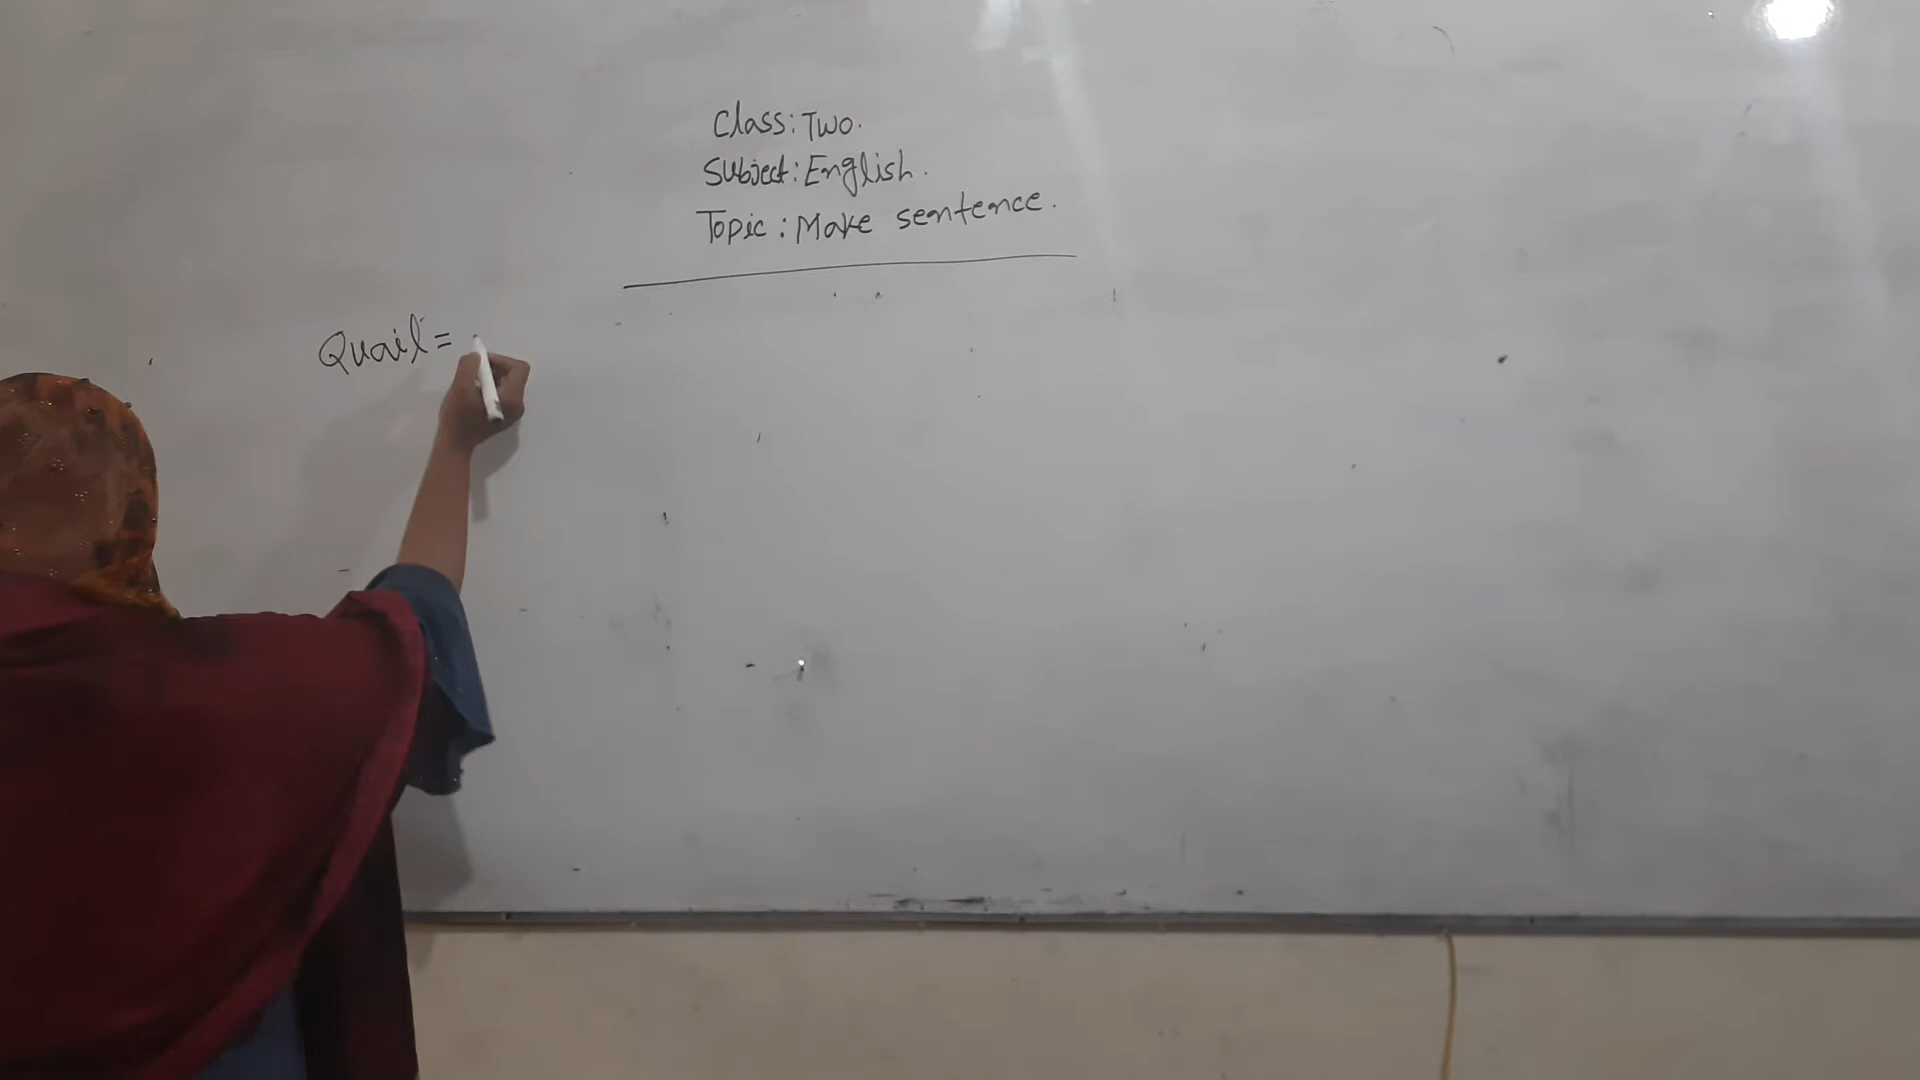 Class: Two.
Subject: English.
Topic: Make sentence.
Quail =